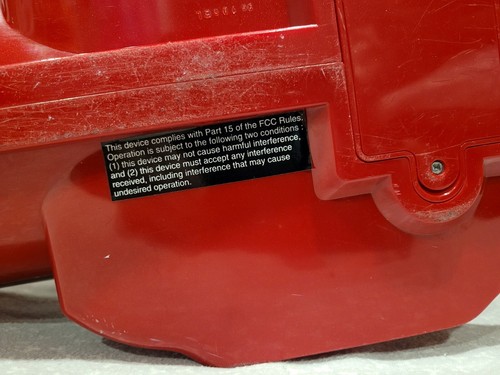 This device complies with Part 15 of the FCC Rules;
Operation is subject to the following two conditions :
(1) this device may not cause harmful interference,
and (2) this device must accept any interference
received, including interference that may cause
undesired operation.